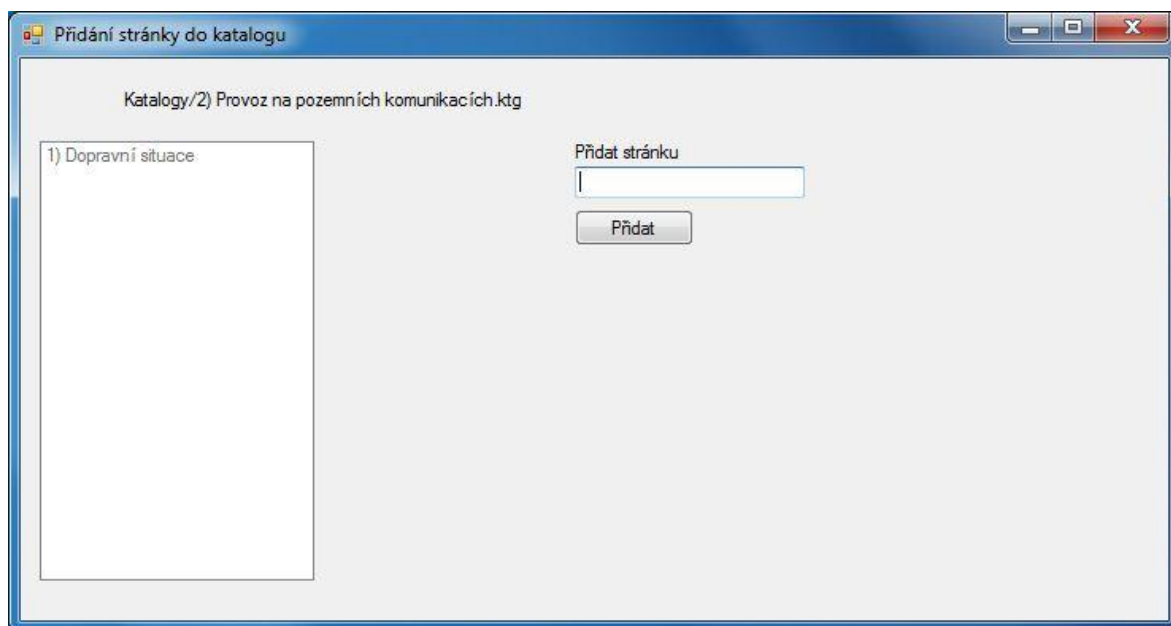 Přidání stránky do katalogu
Katalogy/2) Provoz na pozemních komunikacích.ktg
1) Dopravní situace
Přidat stránku
Přidat